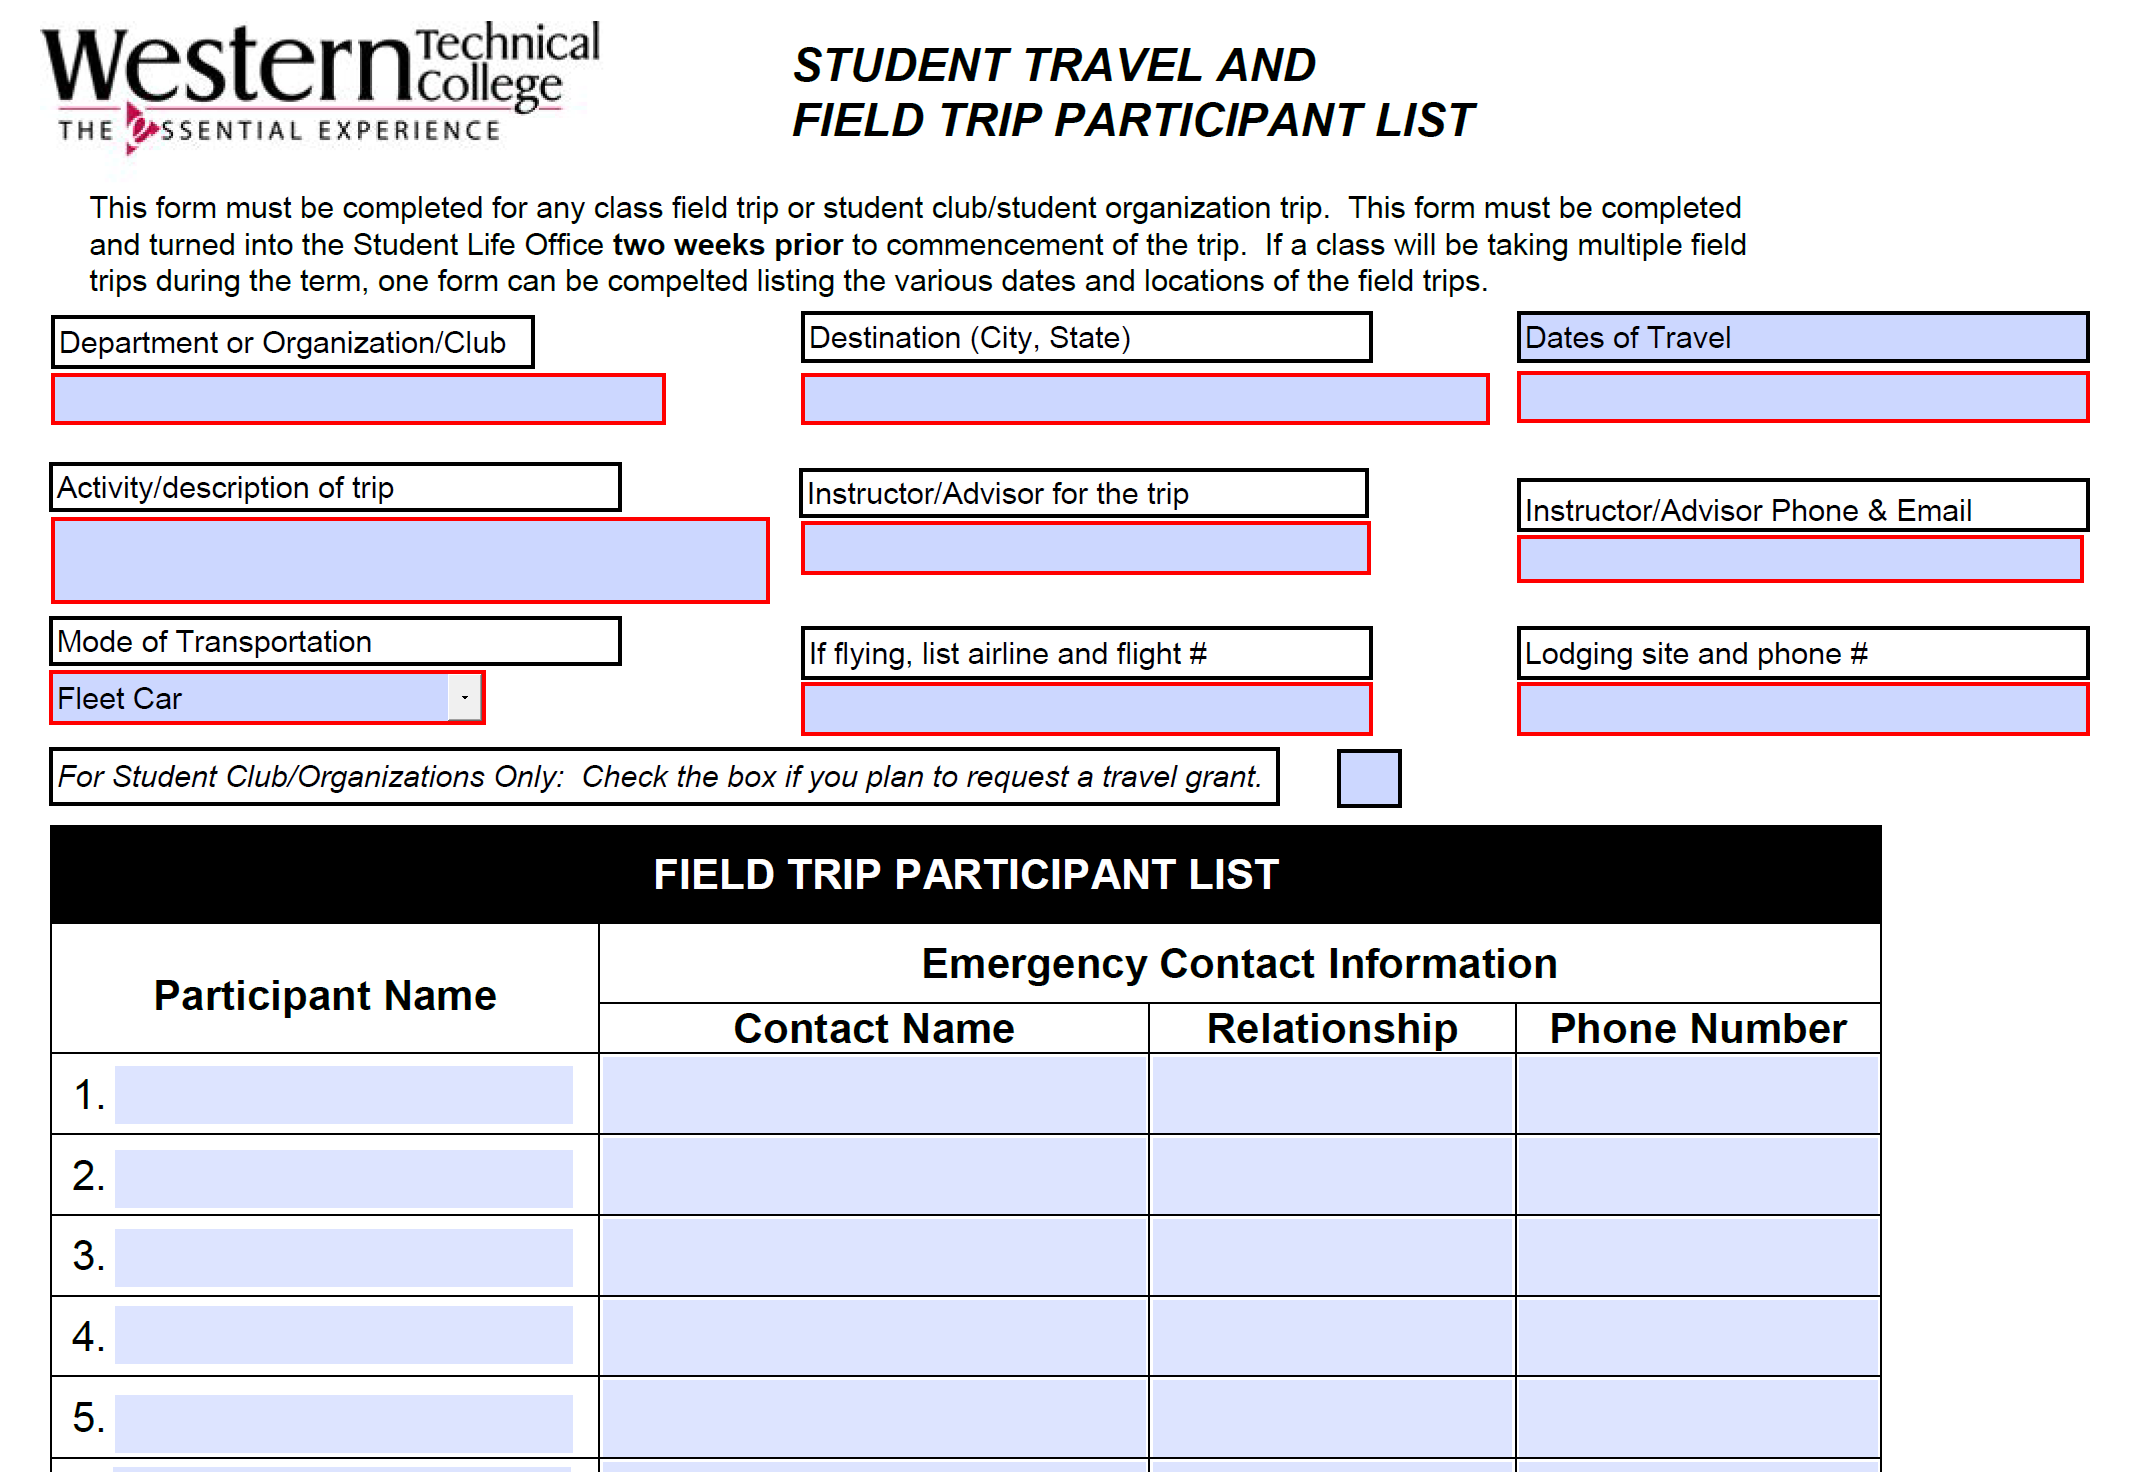 Western Technical College
THE eSSENTIAL EXPERIENCE
STUDENT TRAVEL AND
FIELD TRIP PARTICIPANT LIST
This form must be completed for any class field trip or student club/student organization trip.  This form must be completed
and turned into the Student Life Office two weeks prior to commencement of the trip.  If a class will be taking multiple field
trips during the term, one form can be compelted listing the various dates and locations of the field trips.
Department or Organization/Club
Destination (City, State)
Dates of Travel
Activity/description of trip
Instructor/Advisor for the trip
Instructor/Advisor Phone & Email
Mode of Transportation
If flying, list airline and flight #
Lodging site and phone #
Fleet Car
For Student Club/Organizations Only:  Check the box if you plan to request a travel grant.
FIELD TRIP PARTICIPANT LIST
Participant Name
Emergency Contact Information
Contact Name
Relationship
Phone Number
1.
2.
3.
4.
5.